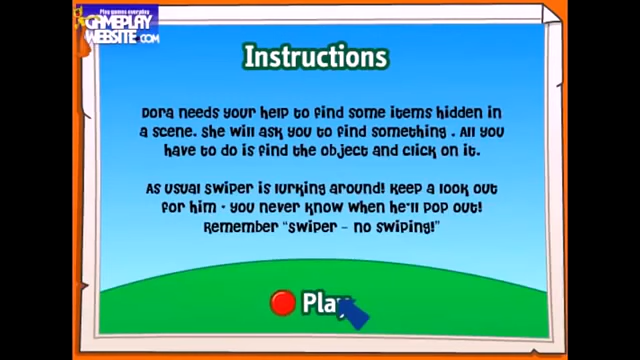 Play games everyday
GAMEPLAY
WEBSITE.COM
Instructions
Dora needs your help to find some items hidden in
a scene. She will ask you to find something . All you
have to do is find the object and click on it.
As usual Swiper is lurking around! Keep a look out
for him - you never know when he'll pop out!
Remember "Swiper - no swiping!"
Play